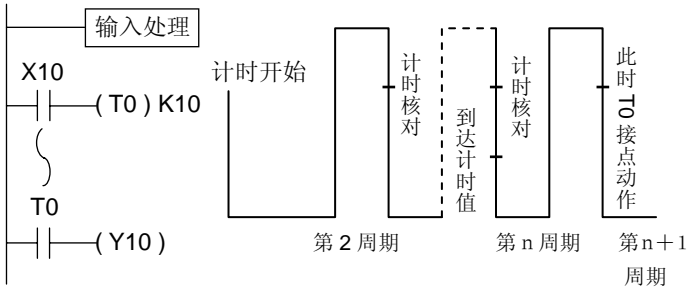 输入处理
X10
( T0 ) K10
T0
( Y10 )
计时开始
计时核对
到达计时值
计时核对
此时T0接点动作
第 2 周期
第 n 周期
第n＋1
周期